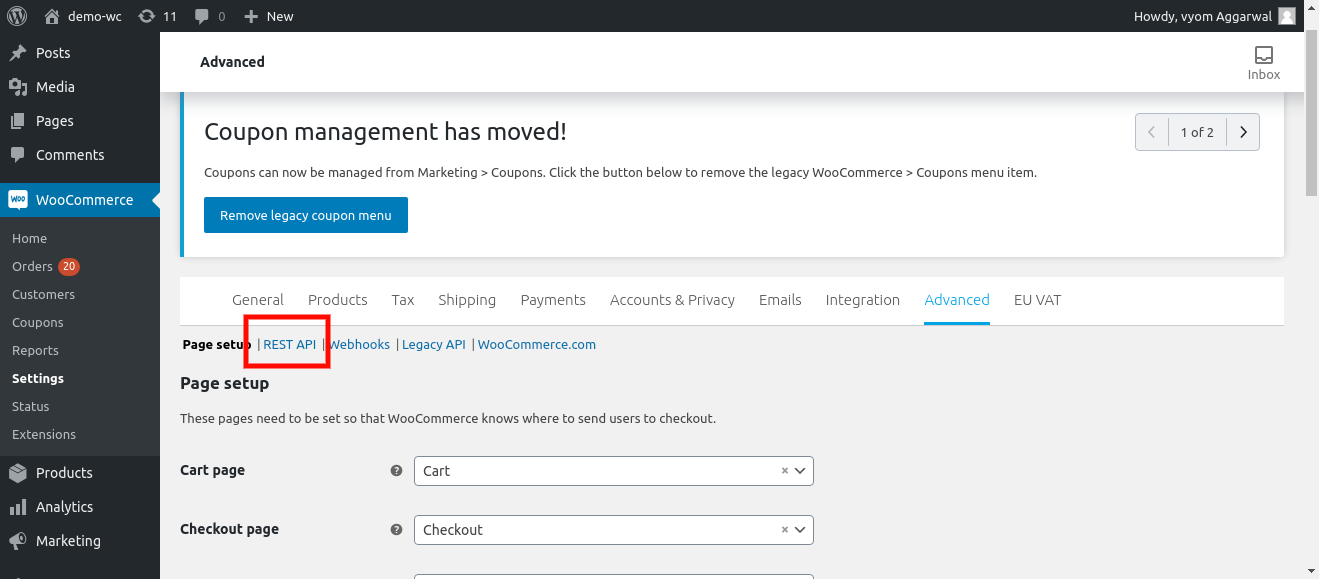 demo-wc 11 0 New Howdy, vyom Aggarwal
Posts
Media
Pages
Comments
WooCommerce
Home
Orders 20
Customers
Coupons
Reports
Settings
Status
Extensions
Products
Analytics
Marketing
Advanced
Inbox
Coupon management has moved!
1 of 2
Coupons can now be managed from Marketing > Coupons. Click the button below to remove the legacy WooCommerce > Coupons menu item.
Remove legacy coupon menu
General Products Tax Shipping Payments Accounts & Privacy Emails Integration Advanced EU VAT
Page setup | REST API | Webhooks | Legacy API | WooCommerce.com
Page setup
These pages need to be set so that WooCommerce knows where to send users to checkout.
Cart page ? Cart ×
Checkout page ? Checkout ×